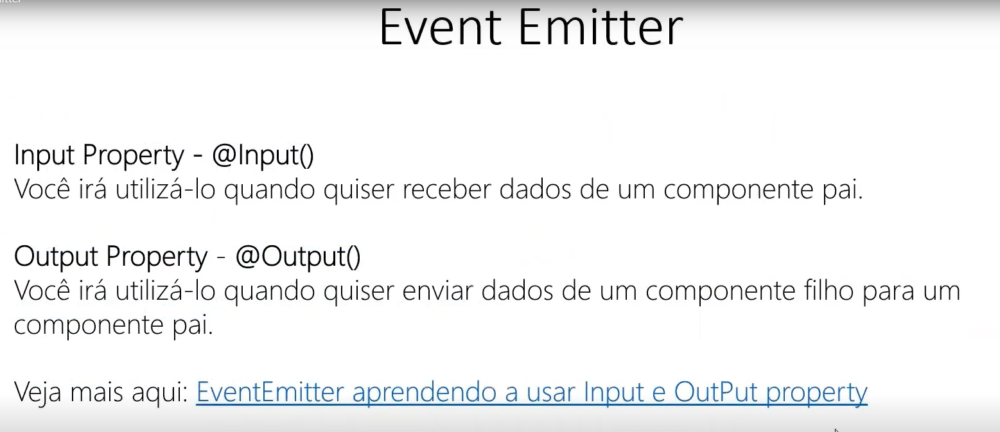 Event Emitter
Input Property - @Input()
Você irá utilizá-lo quando quiser receber dados de um componente pai.
Output Property - @Output()
Você irá utilizá-lo quando quiser enviar dados de um componente filho para um
componente pai.
Veja mais aqui: EventEmitter aprendendo a usar Input e OutPut property